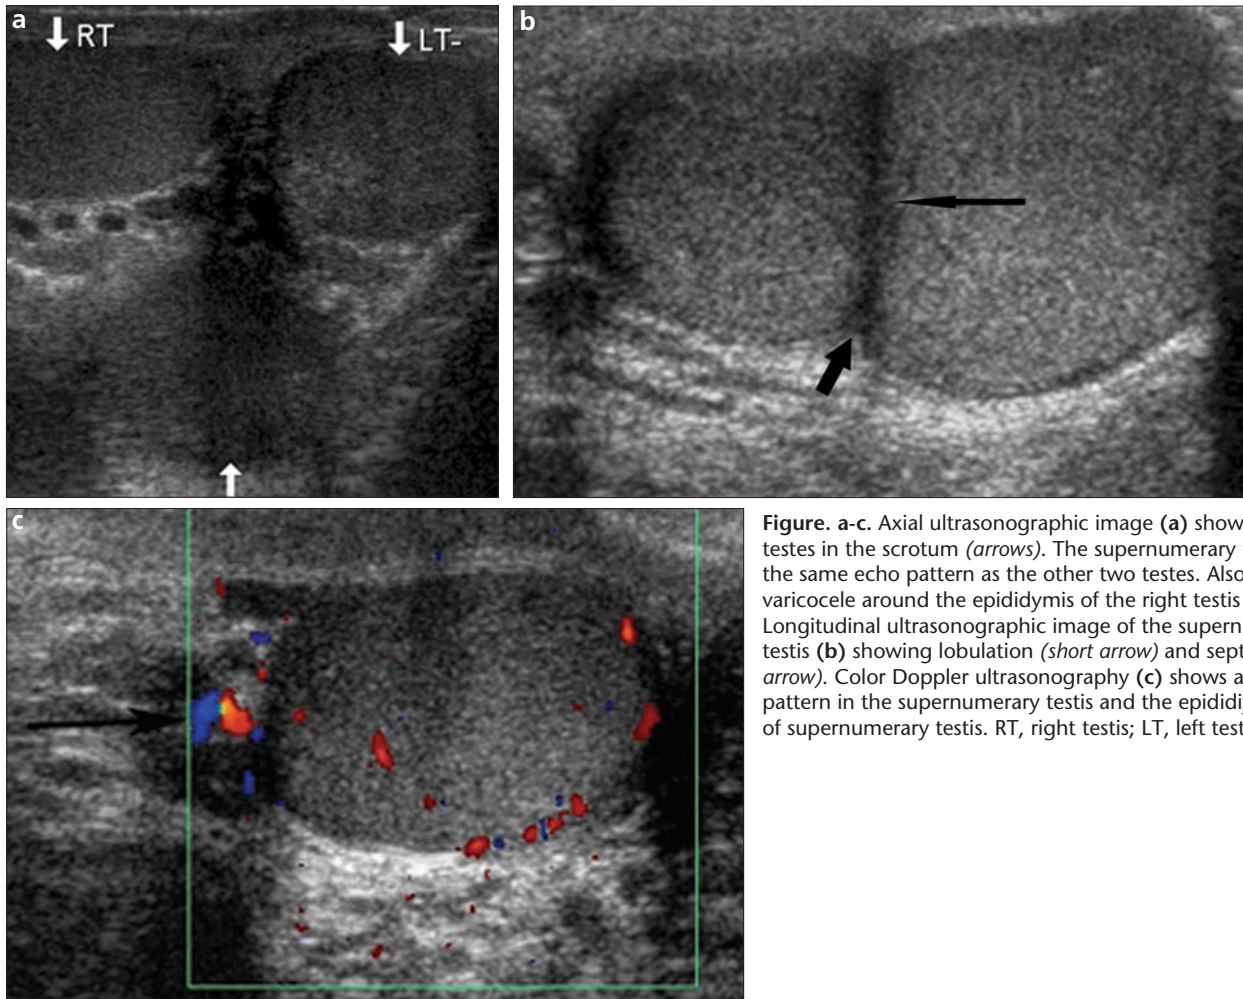 a
RT
LT-
b
c
Figure. a-c. Axial ultrasonographic image (a) show
testes in the scrotum (arrows). The supernumerary
the same echo pattern as the other two testes. Also
varicocele around the epididymis of the right testis
Longitudinal ultrasonographic image of the supern
testis (b) showing lobulation (short arrow) and sept
arrow). Color Doppler ultrasonography (c) shows a
pattern in the supernumerary testis and the epididy
of supernumerary testis. RT, right testis; LT, left test